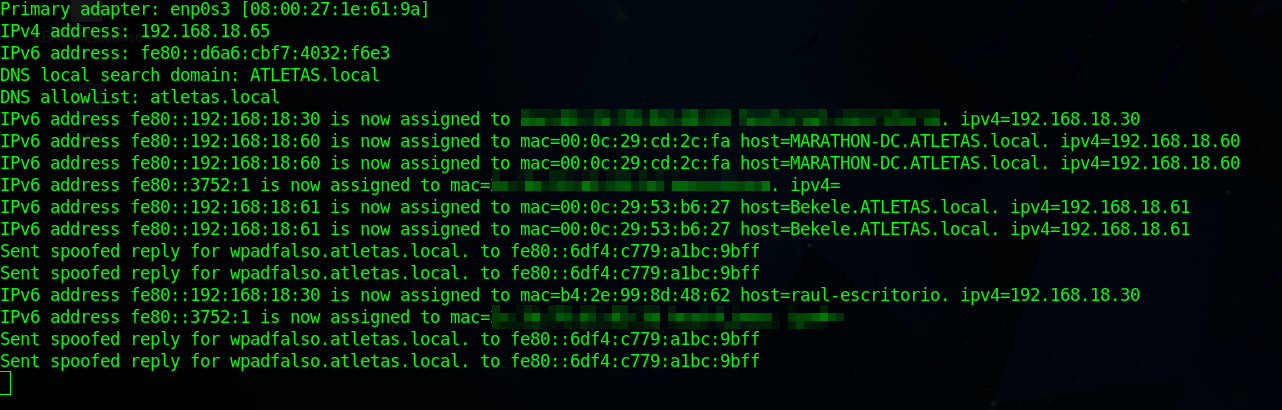 Primary adapter: enp0s3 [08:00:27:1e:61:9a]
IPv4 address: 192.168.18.65
IPv6 address: fe80::d6a6:cbf7:4032:f6e3
DNS local search domain: ATLETAS.local
DNS allowlist: atletas.local
IPv6 address fe80::192:168:18:30 is now assigned to . ipv4=192.168.18.30
IPv6 address fe80::192:168:18:60 is now assigned to mac=00:0c:29:cd:2c:fa host=MARATHON-DC.ATLETAS.local. ipv4=192.168.18.60
IPv6 address fe80::192:168:18:60 is now assigned to mac=00:0c:29:cd:2c:fa host=MARATHON-DC.ATLETAS.local. ipv4=192.168.18.60
IPv6 address fe80::3752:1 is now assigned to mac= . ipv4=
IPv6 address fe80::192:168:18:61 is now assigned to mac=00:0c:29:53:b6:27 host=Bekele.ATLETAS.local. ipv4=192.168.18.61
IPv6 address fe80::192:168:18:61 is now assigned to mac=00:0c:29:53:b6:27 host=Bekele.ATLETAS.local. ipv4=192.168.18.61
Sent spoofed reply for wpadfalso.atletas.local. to fe80::6df4:c779:a1bc:9bff
Sent spoofed reply for wpadfalso.atletas.local. to fe80::6df4:c779:a1bc:9bff
IPv6 address fe80::192:168:18:30 is now assigned to mac=b4:2e:99:8d:48:62 host=raul-escritorio. ipv4=192.168.18.30
IPv6 address fe80::3752:1 is now assigned to mac=
Sent spoofed reply for wpadfalso.atletas.local. to fe80::6df4:c779:a1bc:9bff
Sent spoofed reply for wpadfalso.atletas.local. to fe80::6df4:c779:a1bc:9bff